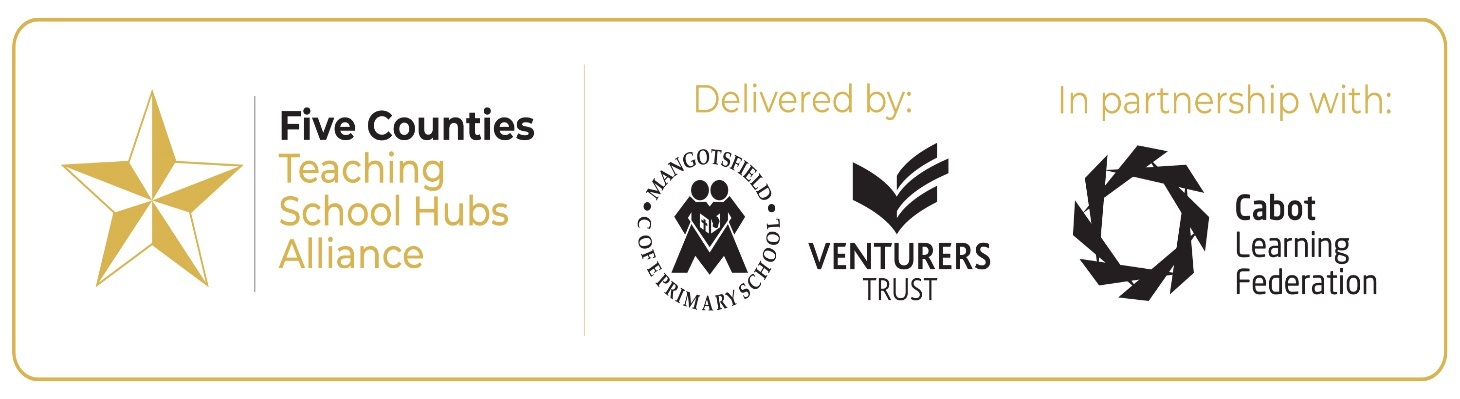 Five Counties
Teaching
School Hubs
Alliance
Delivered by:
MANGOTSFIELD
C OF E PRIMARY SCHOOL
VENTURERS
TRUST
In partnership with:
Cabot
Learning
Federation